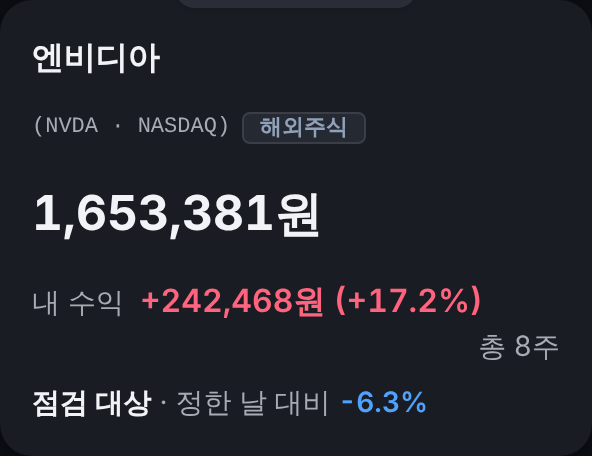 엔비디아
(NVDA · NASDAQ) 해외주식
1,653,381원
내 수익 +242,468원 (+17.2%)
총 8주
점검 대상 · 정한 날 대비 -6.3%